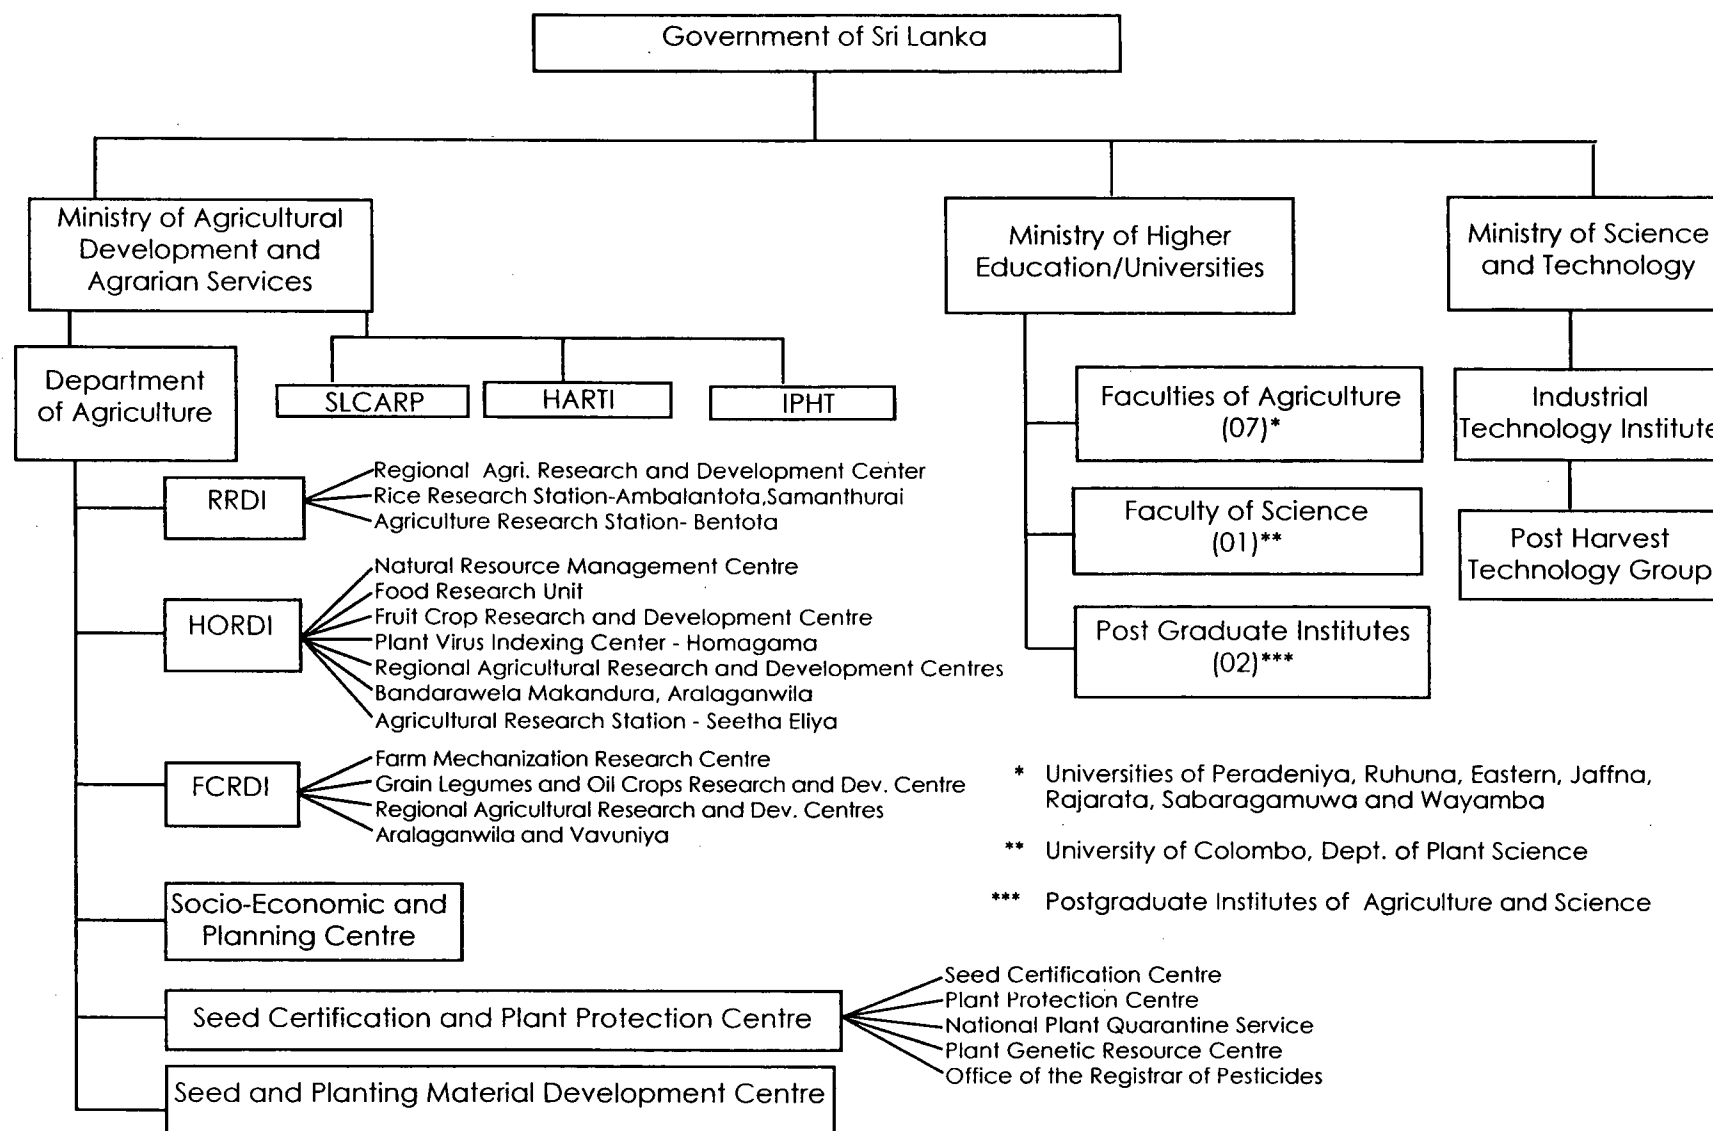 Government of Sri Lanka
Ministry of Agricultural
Development and
Agrarian Services
Ministry of Higher
Education/Universities
Ministry of Science
and Technology
Department
of Agriculture
SLCARP
HARTI
IPHT
Faculties of Agriculture
(07)*
Faculty of Science
(01)**
Post Graduate Institutes
(02)***
Industrial
Technology Institute
Post Harvest
Technology Group
RRDI
Regional Agri. Research and Development Center
Rice Research Station-Ambalantota,Samanthurai
Agriculture Research Station- Bentota
HORDI
Natural Resource Management Centre
Food Research Unit
Fruit Crop Research and Development Centre
Plant Virus Indexing Center - Homagama
Regional Agricultural Research and Development Centres
Bandarawela Makandura, Aralaganwila
Agricultural Research Station - Seetha Eliya
FCRDI
Farm Mechanization Research Centre
Grain Legumes and Oil Crops Research and Dev. Centre
Regional Agricultural Research and Dev. Centres
Aralaganwila and Vavuniya
* Universities of Peradeniya, Ruhuna, Eastern, Jaffna,
Rajarata, Sabaragamuwa and Wayamba
** University of Colombo, Dept. of Plant Science
*** Postgraduate Institutes of Agriculture and Science
Socio-Economic and
Planning Centre
Seed Certification and Plant Protection Centre
Seed Certification Centre
Plant Protection Centre
National Plant Quarantine Service
Plant Genetic Resource Centre
Office of the Registrar of Pesticides
Seed and Planting Material Development Centre